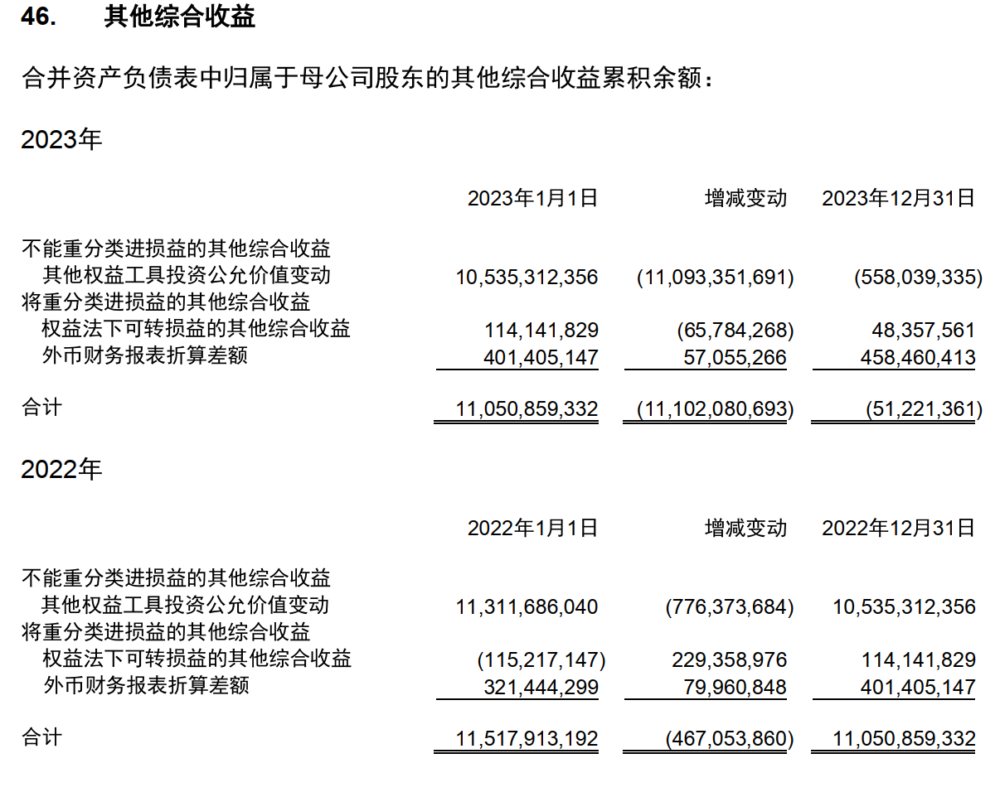 46. 其他综合收益
合并资产负债表中归属于母公司股东的其他综合收益累积余额：
2023年
2023年1月1日 增减变动 2023年12月31日
不能重分类进损益的其他综合收益
其他权益工具投资公允价值变动 10,535,312,356 (11,093,351,691) (558,039,335)
将重分类进损益的其他综合收益
权益法下可转损益的其他综合收益 114,141,829 (65,784,268) 48,357,561
外币财务报表折算差额 401,405,147 57,055,266 458,460,413
合计 11,050,859,332 (11,102,080,693) (51,221,361)
2022年
2022年1月1日 增减变动 2022年12月31日
不能重分类进损益的其他综合收益
其他权益工具投资公允价值变动 11,311,686,040 (776,373,684) 10,535,312,356
将重分类进损益的其他综合收益
权益法下可转损益的其他综合收益 (115,217,147) 229,358,976 114,141,829
外币财务报表折算差额 321,444,299 79,960,848 401,405,147
合计 11,517,913,192 (467,053,860) 11,050,859,332